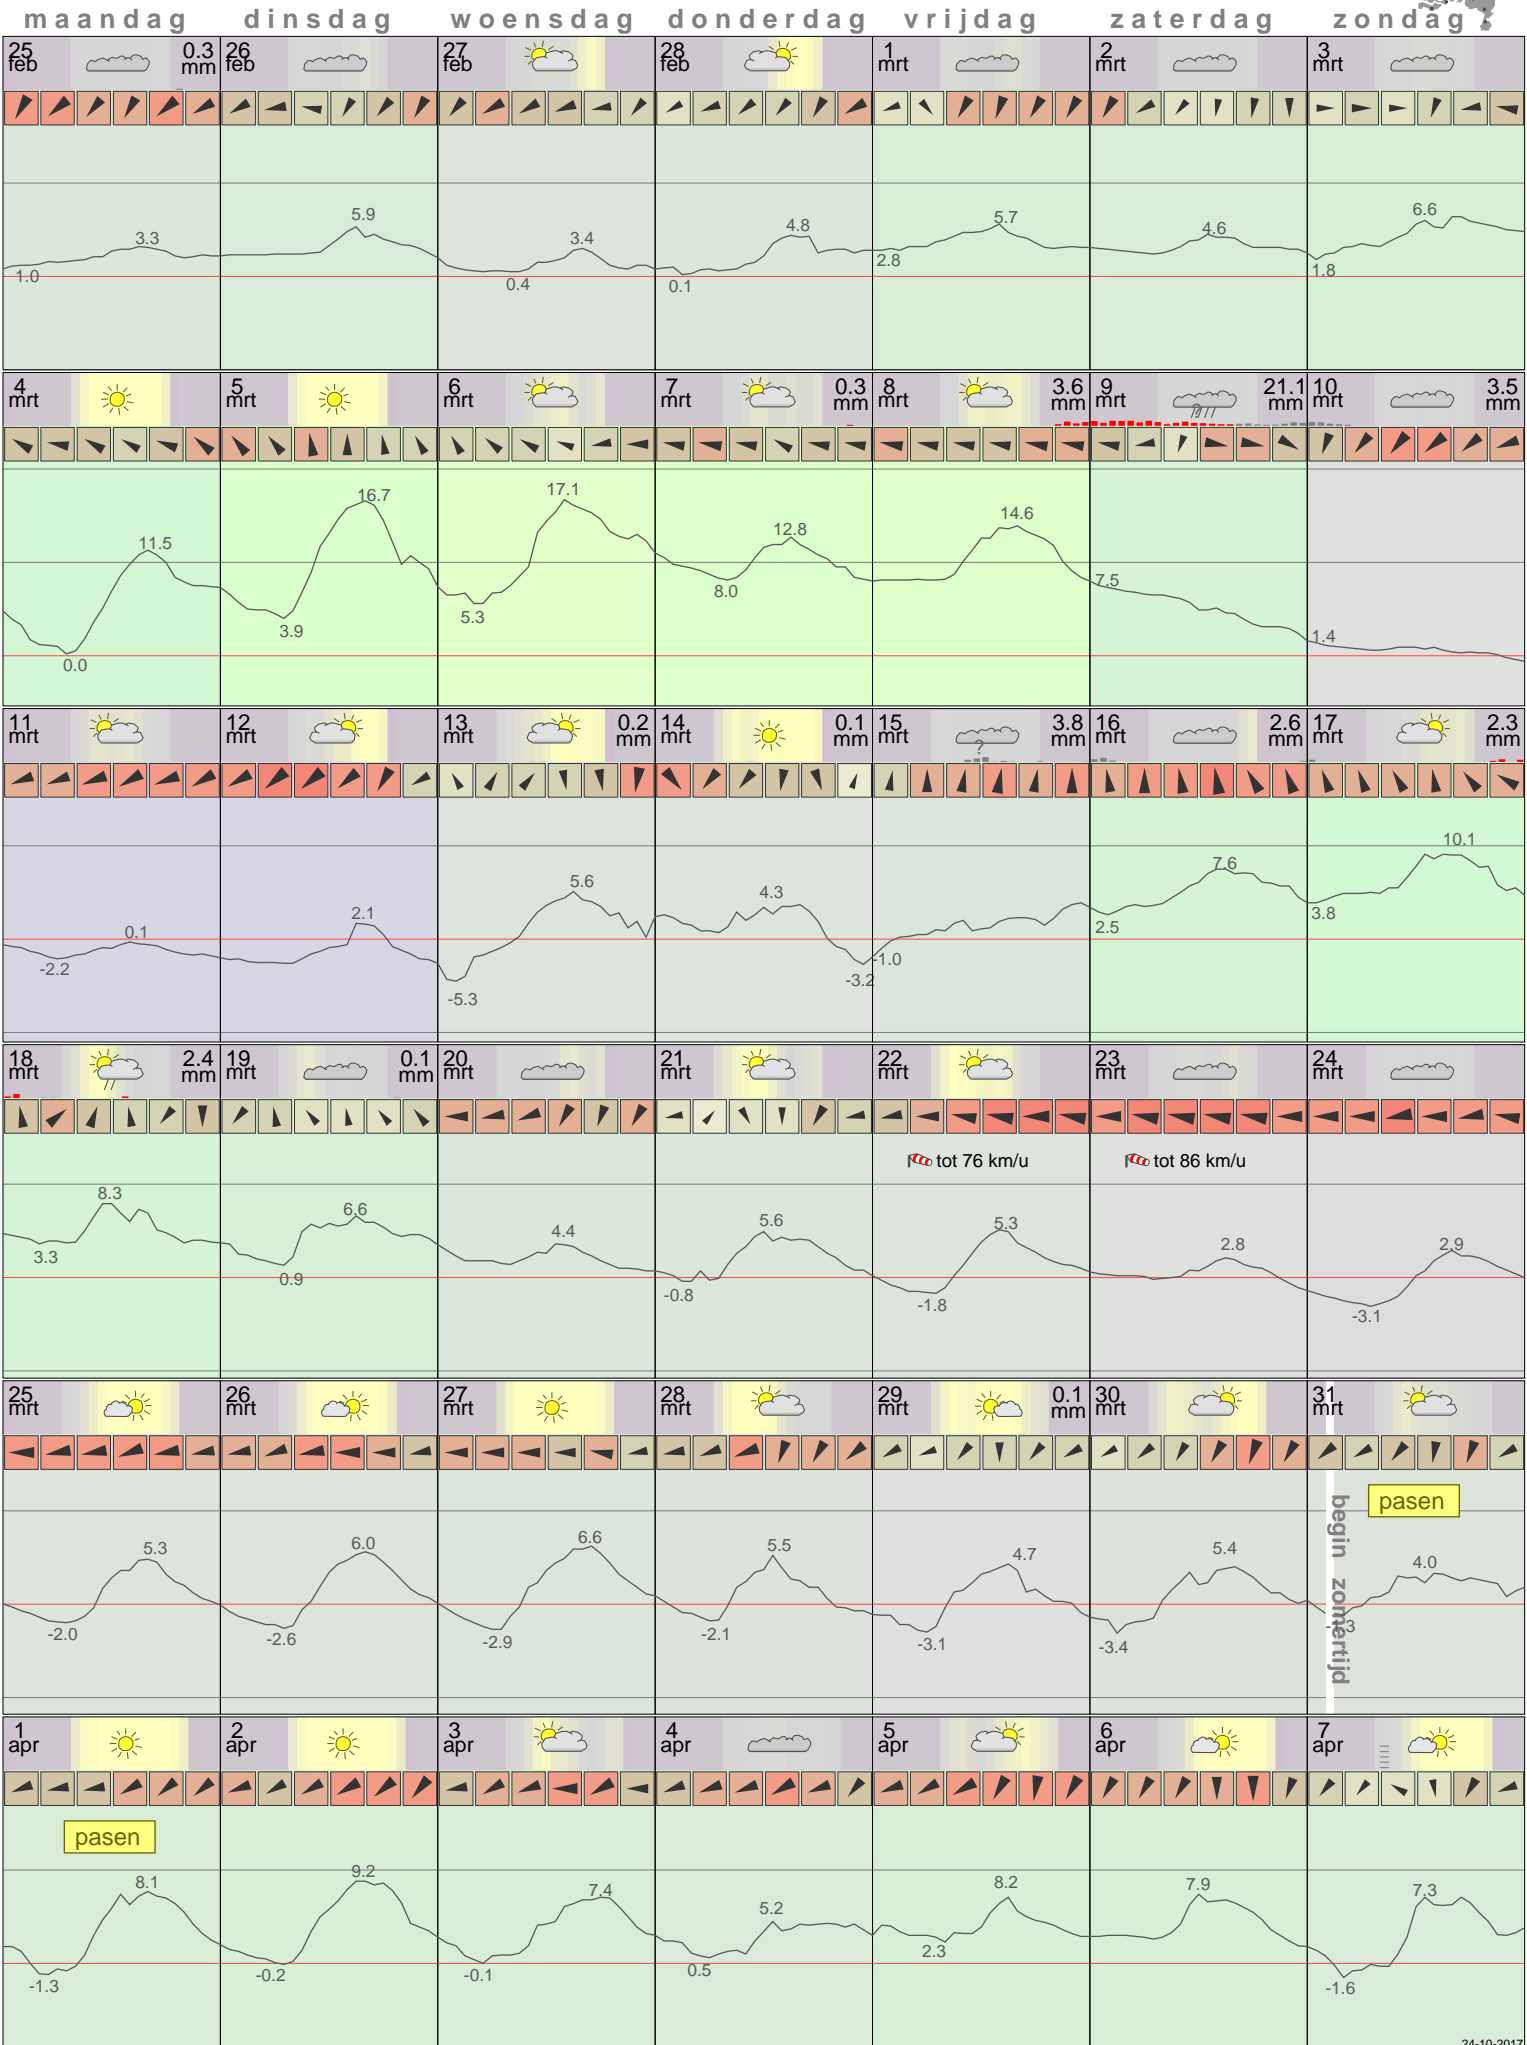 maandag dinsdag woensdag donderdag vrijdag zaterdag zondag
25 feb 0.3 mm 26 feb 27 feb 28 feb 1 mrt 2 mrt 3 mrt
3.3 5.9 3.4 4.8 5.7 4.6 6.6
1.0 0.4 0.1 2.8 1.8
4 mrt 5 mrt 6 mrt 7 mrt 0.3 mm 8 mrt 3.6 mm 9 mrt ? 21.1 mm 10 mrt 3.5 mm
11.5 16.7 17.1 12.8 14.6
0.0 3.9 5.3 8.0 7.5 1.4
11 mrt 12 mrt 13 mrt 0.2 mm 14 mrt 0.1 mm 15 mrt ? 3.8 mm 16 mrt 2.6 mm 17 mrt 2.3 mm
0.1 2.1 5.6 4.3 7.6 10.1
-2.2 -5.3 -3.2 -1.0 2.5 3.8
18 mrt 2.4 mm 19 mrt 0.1 mm 20 mrt 21 mrt 22 mrt 23 mrt 24 mrt
tot 76 km/u tot 86 km/u
8.3 6.6 4.4 5.6 5.3 2.8 2.9
3.3 0.9 -0.8 -1.8 -3.1
25 mrt 26 mrt 27 mrt 28 mrt 29 mrt 0.1 mm 30 mrt 31 mrt
pasen
begin zomertijd
5.3 6.0 6.6 5.5 4.7 5.4 4.0
-2.0 -2.6 -2.9 -2.1 -3.1 -3.4
1 apr 2 apr 3 apr 4 apr 5 apr 6 apr 7 apr
pasen
8.1 9.2 7.4 5.2 8.2 7.9 7.3
-1.3 -0.2 -0.1 0.5 2.3 -1.6
24-10-2017